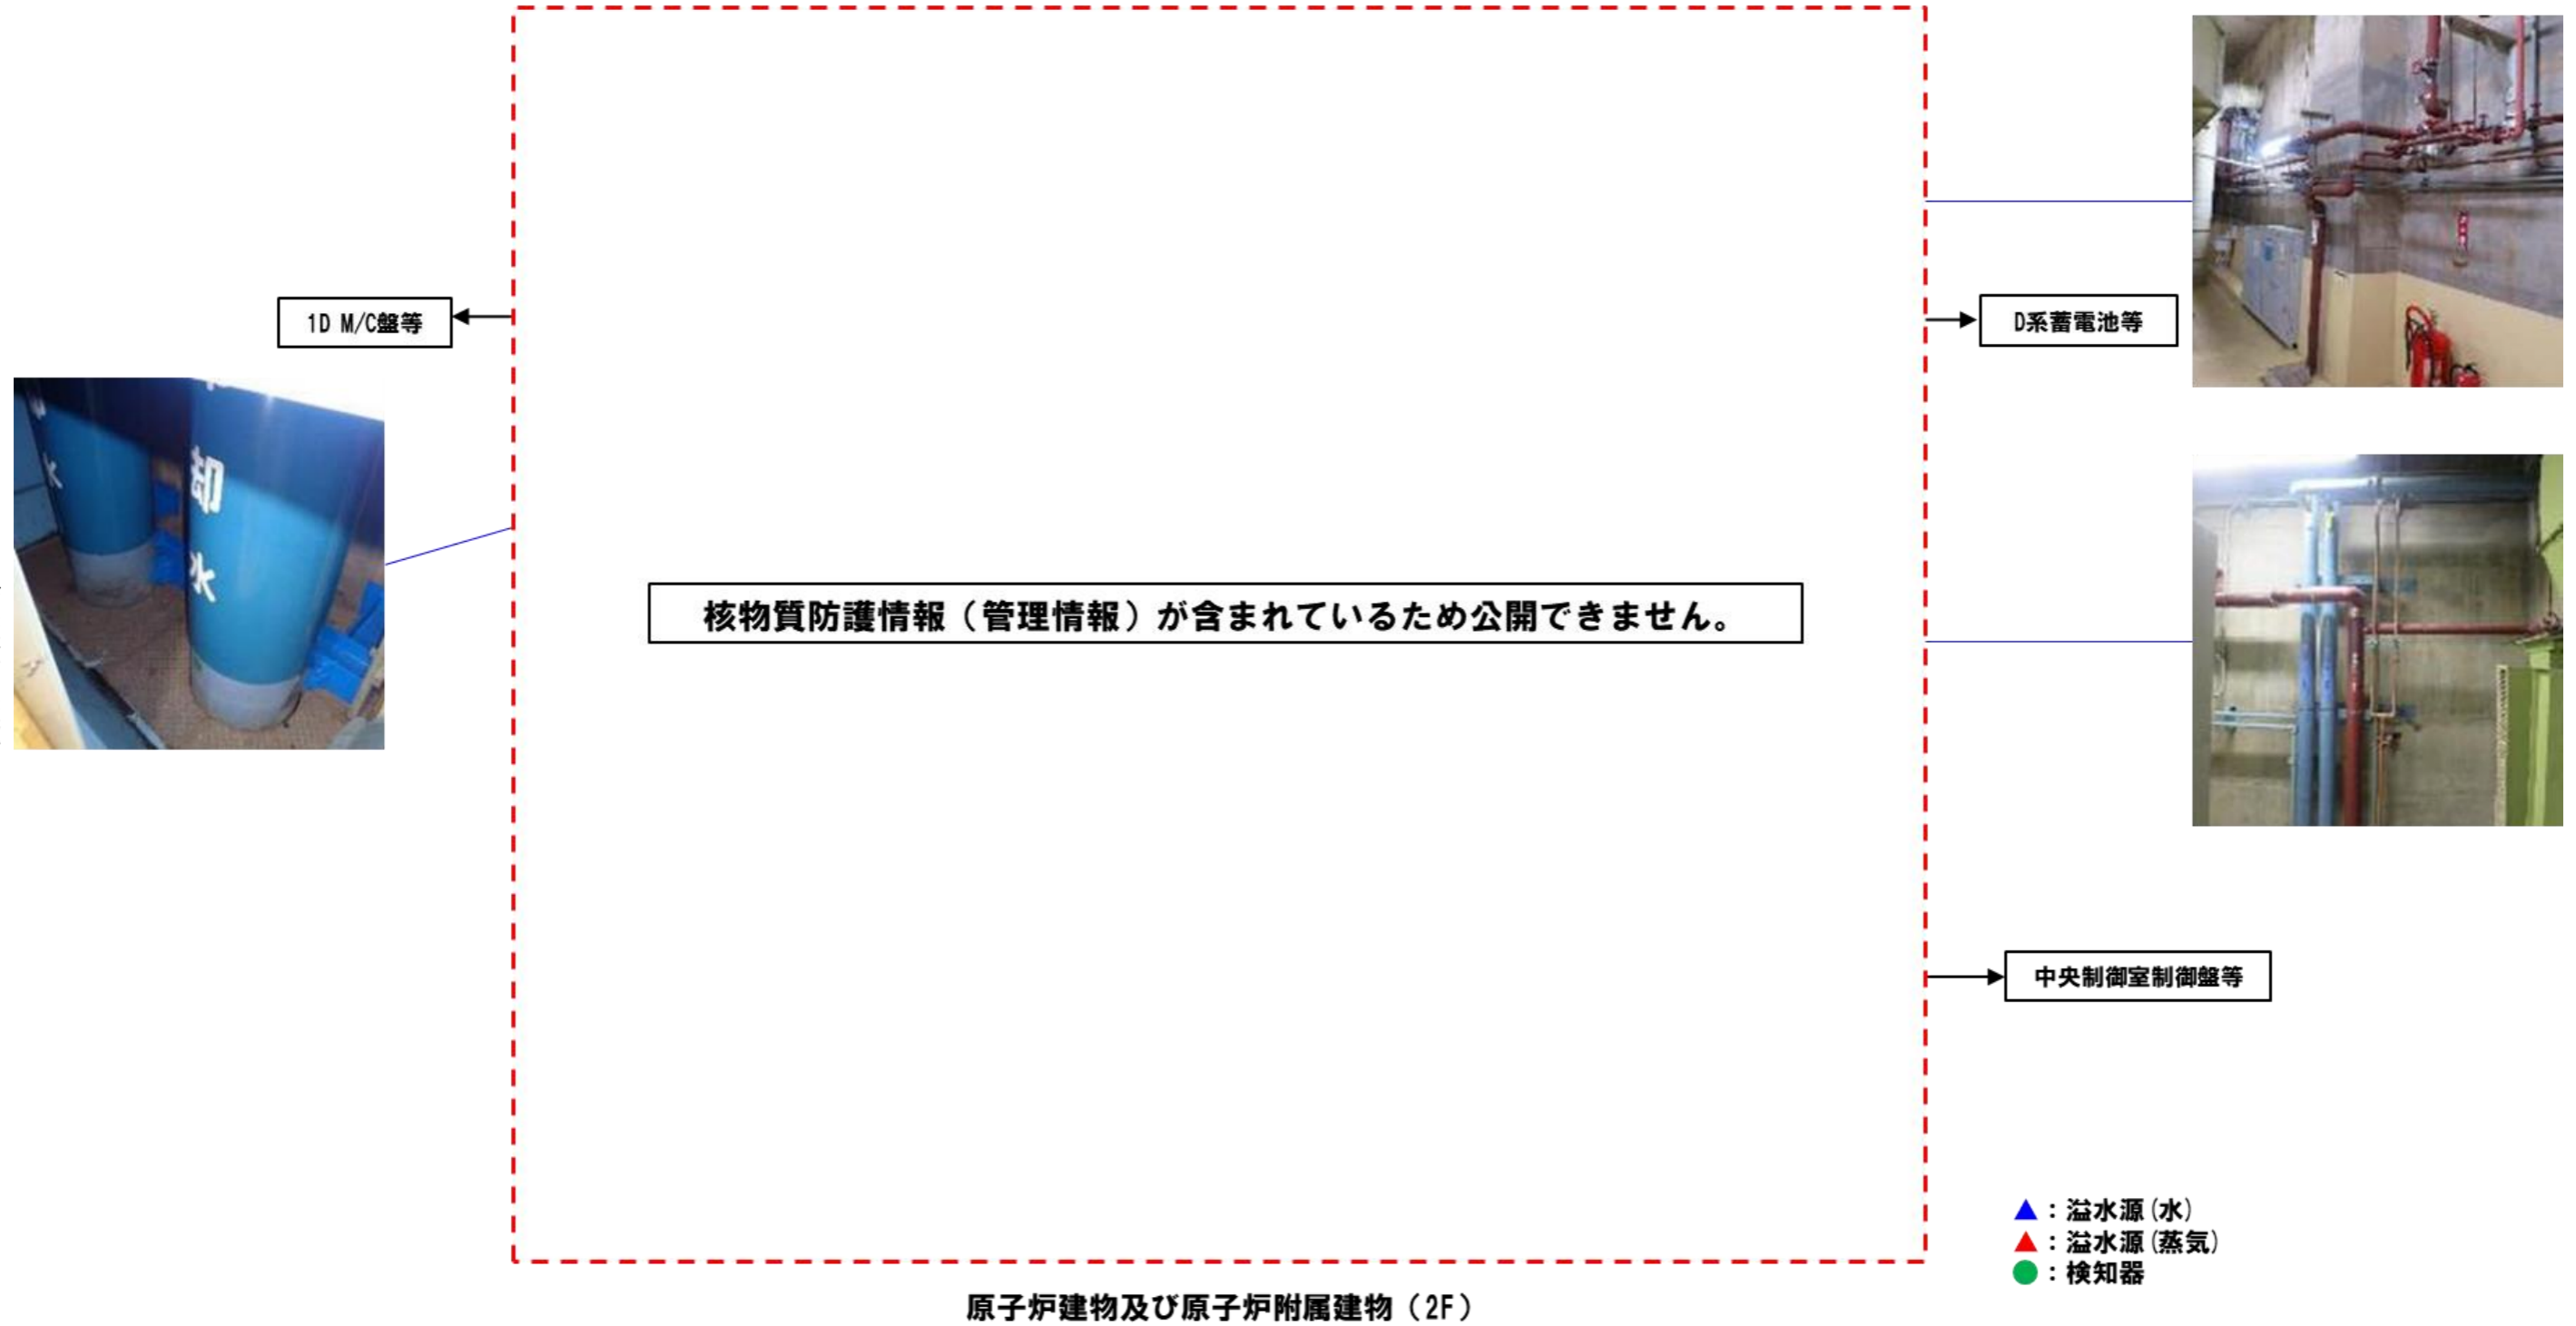 1D M/C盤等
D系蓄電池等
却
水
核物質防護情報（管理情報）が含まれているため公開できません。
中央制御室制御盤等
▲：溢水源(水)
▲：溢水源(蒸気)
●：検知器
原子炉建物及び原子炉附属建物（2F）